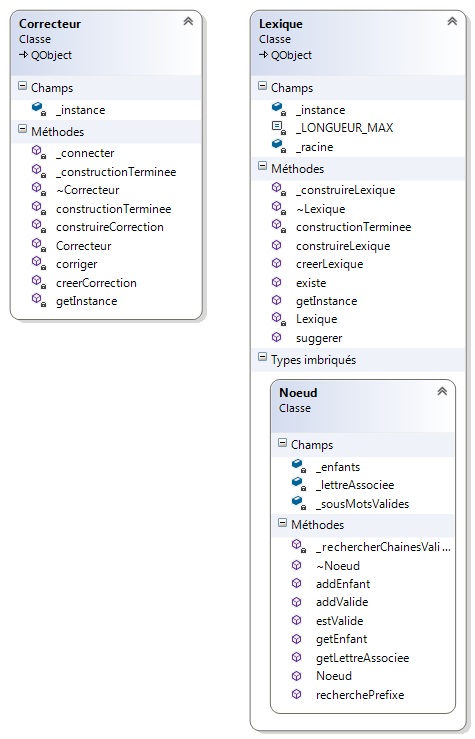 Correcteur
Classe
QObject
Champs
_instance
Méthodes
_connecter
_constructionTerminee
~Correcteur
constructionTerminee
construireCorrection
Correcteur
corriger
creerCorrection
getInstance
Lexique
Classe
QObject
Champs
_instance
_LONGUEUR_MAX
_racine
Méthodes
_construireLexique
~Lexique
constructionTerminee
construireLexique
creerLexique
existe
getInstance
Lexique
suggerer
Types imbriqués
Noeud
Classe
Champs
_enfants
_lettreAssociee
_sousMotsValides
Méthodes
_rechercherChainesVali ...
~Noeud
addEnfant
addValide
estValide
getEnfant
getLettreAssociee
Noeud
recherchePrefixe